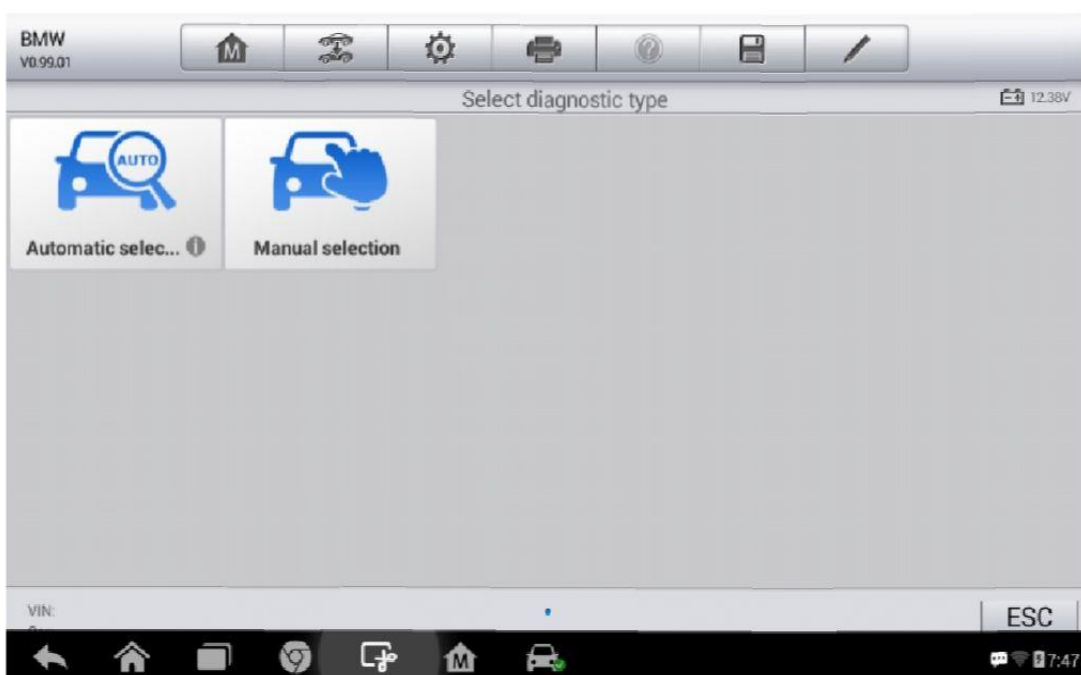 BMW
V0.99.01
M
Select diagnostic type
12.38V
AUTO
Automatic selec...
Manual selection
VIN:
ESC
M
7:47